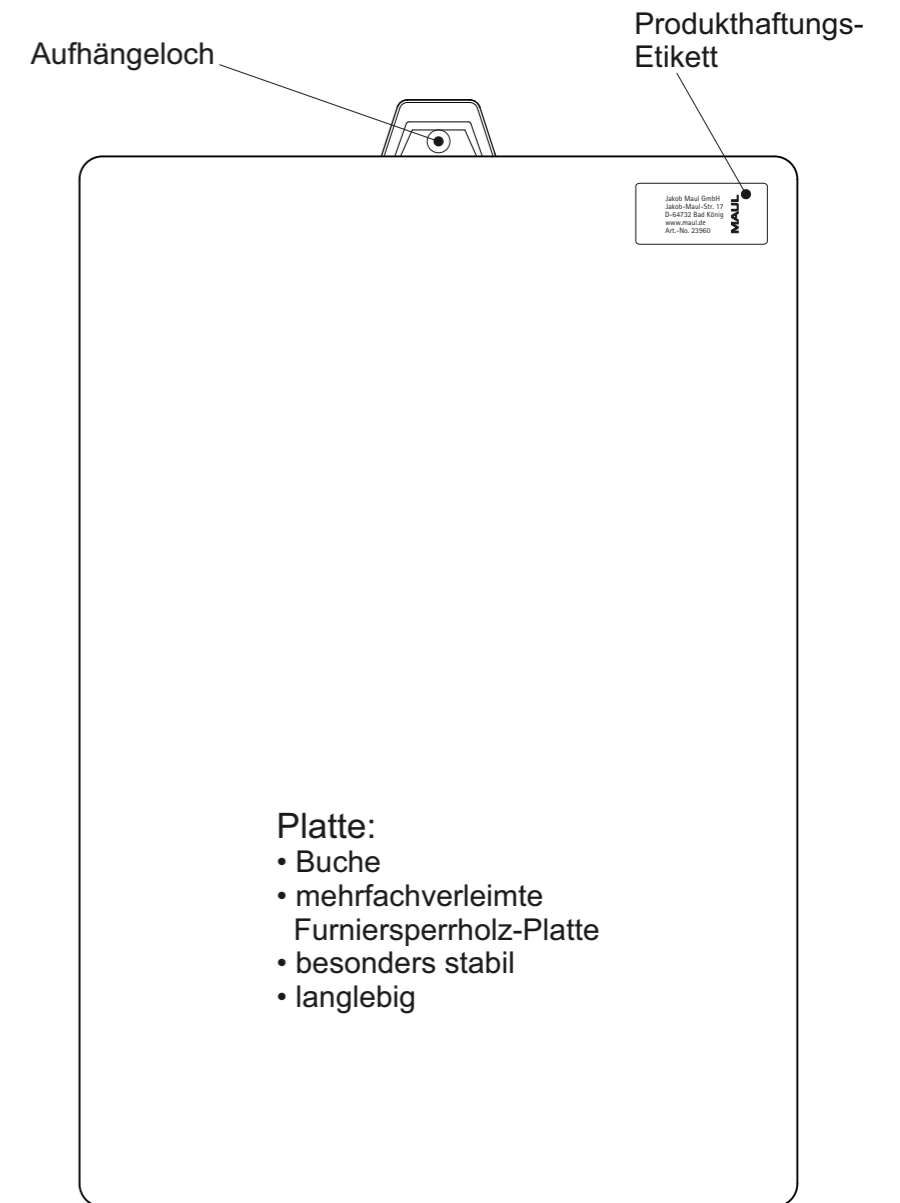 Aufhängeloch
Produkthaftungs-
Etikett
Jakob Maul GmbH
Jakob-Maul-Str. 17
D-64732 Bad König
www.maul.de
Art.-No. 23960
MAUL
Platte:
• Buche
• mehrfachverleimte
Furniersperrholz-Platte
• besonders stabil
• langlebig